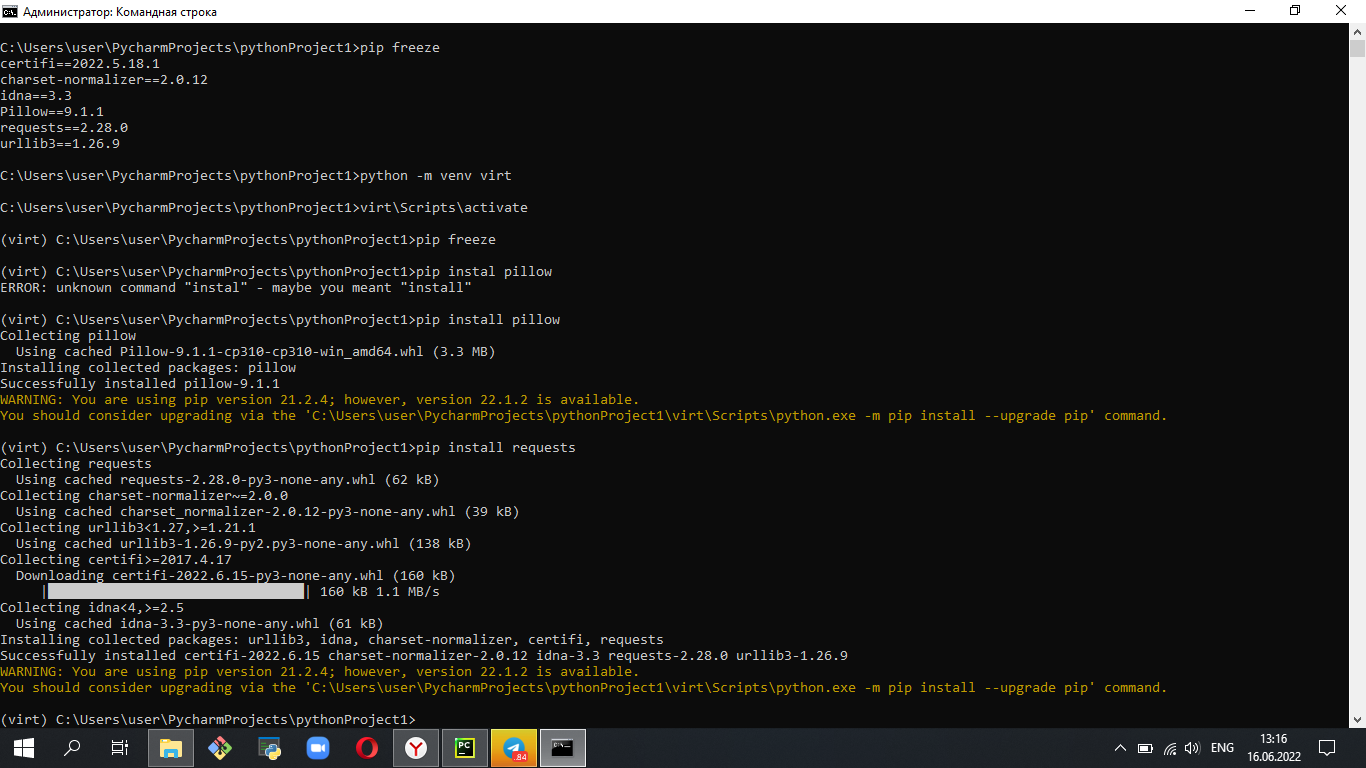 Администратор: Командная строка
C:\Users\user\PycharmProjects\pythonProject1>pip freeze
certifi==2022.5.18.1
charset-normalizer==2.0.12
idna==3.3
Pillow==9.1.1
requests==2.28.0
urllib3==1.26.9
C:\Users\user\PycharmProjects\pythonProject1>python -m venv virt
C:\Users\user\PycharmProjects\pythonProject1>virt\Scripts\activate
(virt) C:\Users\user\PycharmProjects\pythonProject1>pip freeze
(virt) C:\Users\user\PycharmProjects\pythonProject1>pip instal pillow
ERROR: unknown command "instal" - maybe you meant "install"
(virt) C:\Users\user\PycharmProjects\pythonProject1>pip install pillow
Collecting pillow
  Using cached Pillow-9.1.1-cp310-cp310-win_amd64.whl (3.3 MB)
Installing collected packages: pillow
Successfully installed pillow-9.1.1
WARNING: You are using pip version 21.2.4; however, version 22.1.2 is available.
You should consider upgrading via the 'C:\Users\user\PycharmProjects\pythonProject1\virt\Scripts\python.exe -m pip install --upgrade pip' command.
(virt) C:\Users\user\PycharmProjects\pythonProject1>pip install requests
Collecting requests
  Using cached requests-2.28.0-py3-none-any.whl (62 kB)
Collecting charset-normalizer~=2.0.0
  Using cached charset_normalizer-2.0.12-py3-none-any.whl (39 kB)
Collecting urllib3<1.27,>=1.21.1
  Using cached urllib3-1.26.9-py2.py3-none-any.whl (138 kB)
Collecting certifi>=2017.4.17
  Downloading certifi-2022.6.15-py3-none-any.whl (160 kB)
| | 160 kB 1.1 MB/s
Collecting idna<4,>=2.5
  Using cached idna-3.3-py3-none-any.whl (61 kB)
Installing collected packages: urllib3, idna, charset-normalizer, certifi, requests
Successfully installed certifi-2022.6.15 charset-normalizer-2.0.12 idna-3.3 requests-2.28.0 urllib3-1.26.9
WARNING: You are using pip version 21.2.4; however, version 22.1.2 is available.
You should consider upgrading via the 'C:\Users\user\PycharmProjects\pythonProject1\virt\Scripts\python.exe -m pip install --upgrade pip' command.
(virt) C:\Users\user\PycharmProjects\pythonProject1>
PC
84
ENG
13:16
16.06.2022